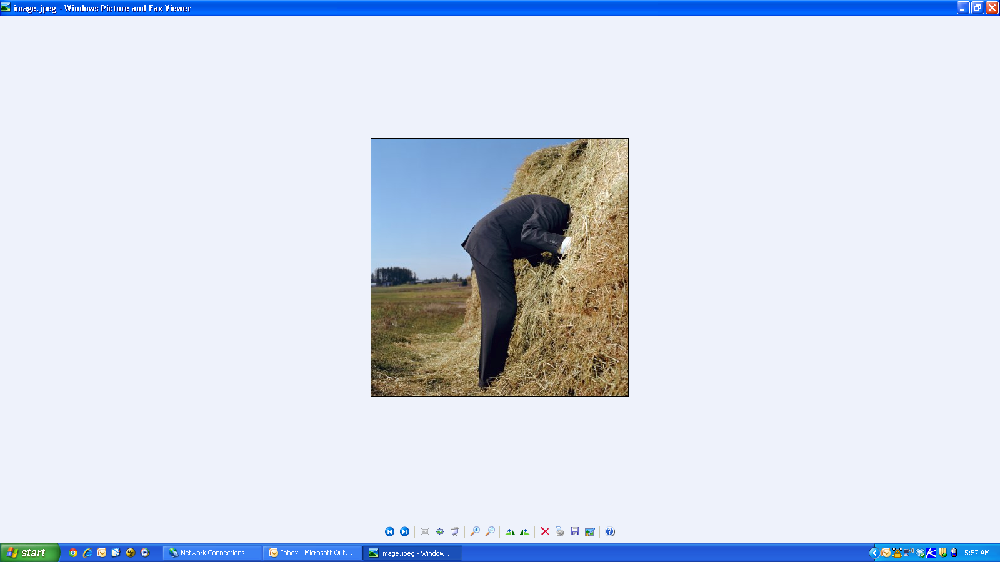 image.jpeg - Windows Picture and Fax Viewer
start
Network Connections
Inbox - Microsoft Out...
image.jpeg - Window...
5:57 AM